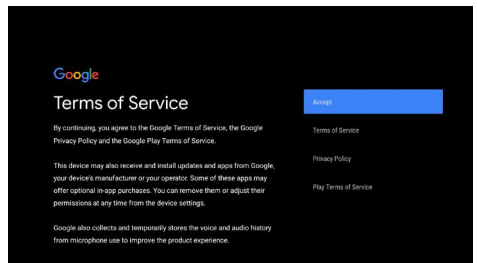 Google
Terms of Service
By continuing, you agree to the Google Terms of Service, the Google
Privacy Policy and the Google Play Terms of Service.
This device may also receive and install updates and apps from Google,
your device's manufacturer or your operator. Some of these apps may
offer optional in-app purchases. You can remove them or adjust their
permissions at any time from the device settings.
Google also collects and temporarily stores the voice and audio history
from microphone use to improve the product experience.
Accept
Terms of Service
Privacy Policy
Play Terms of Service